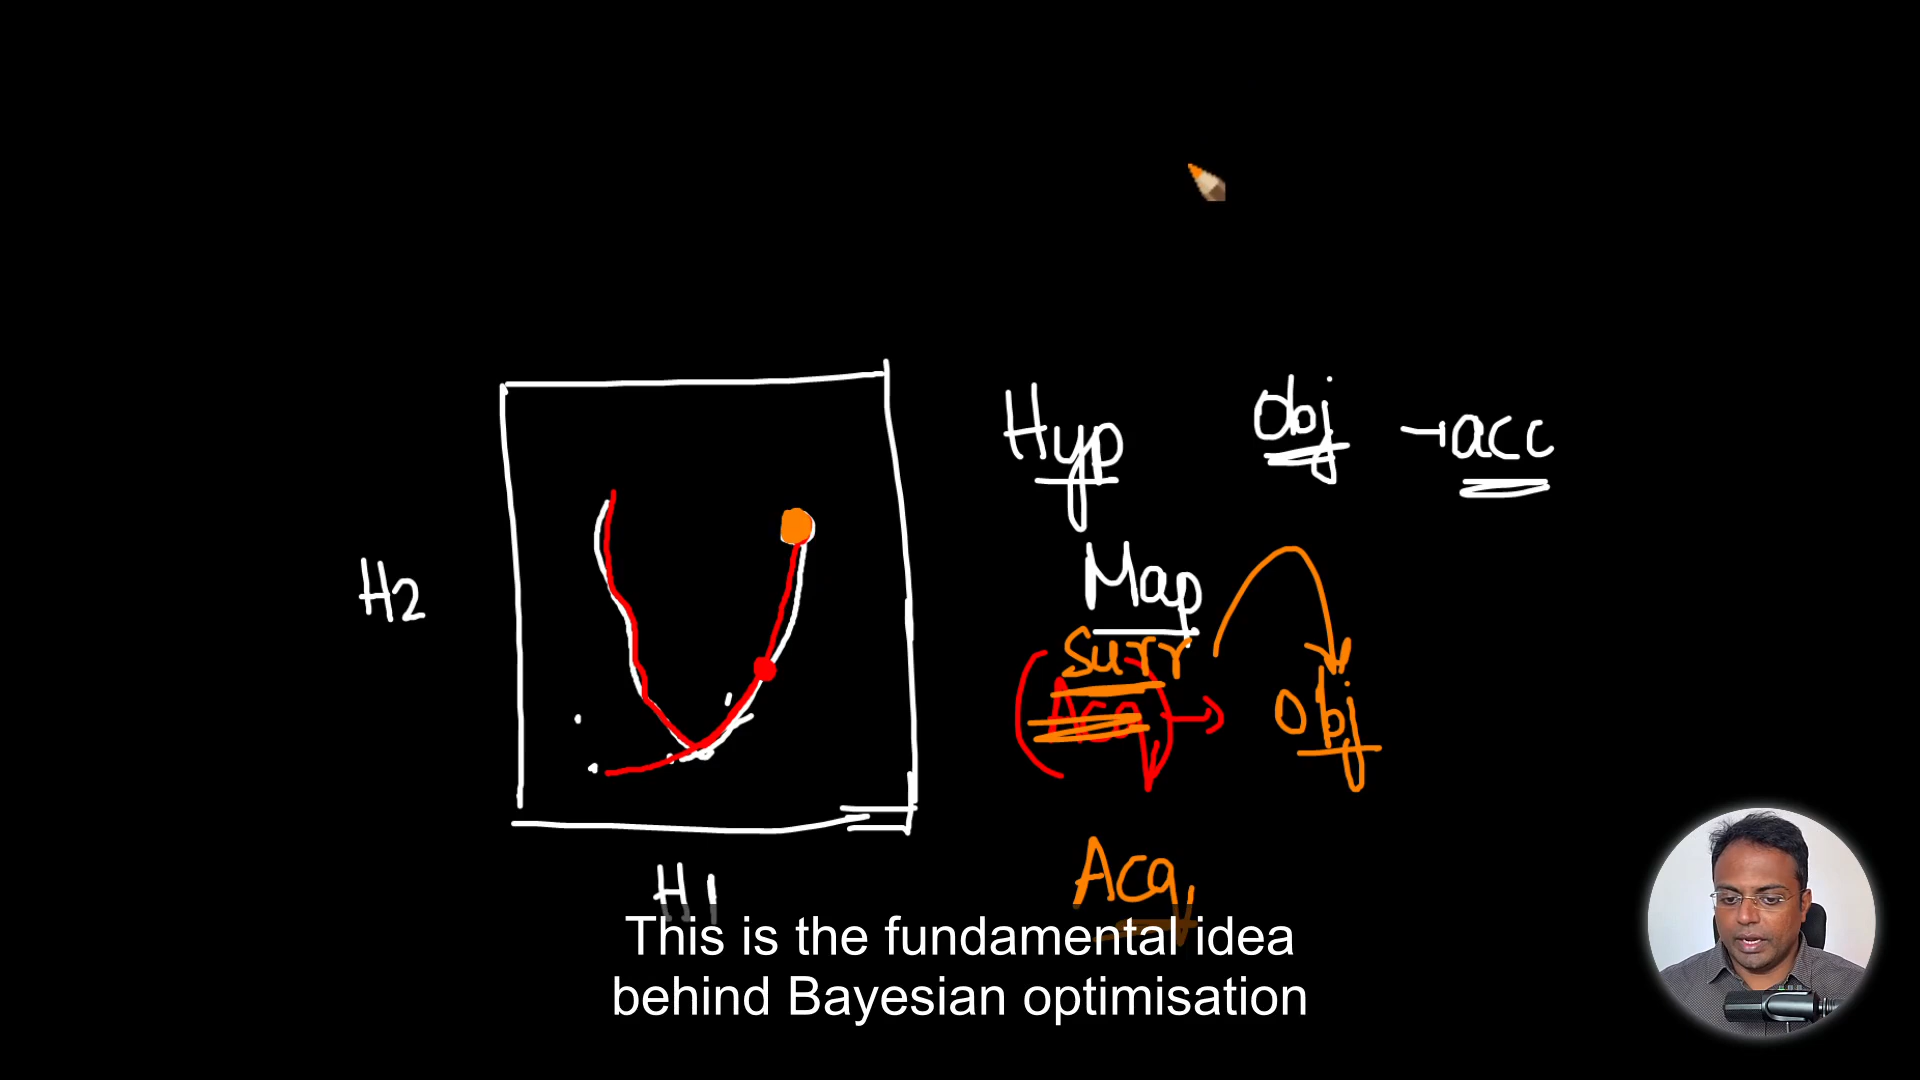 Hyp Obj → acc
Map
H2
Surr
Acq → Obj
Acq
H1
This is the fundamental idea
behind Bayesian optimisation